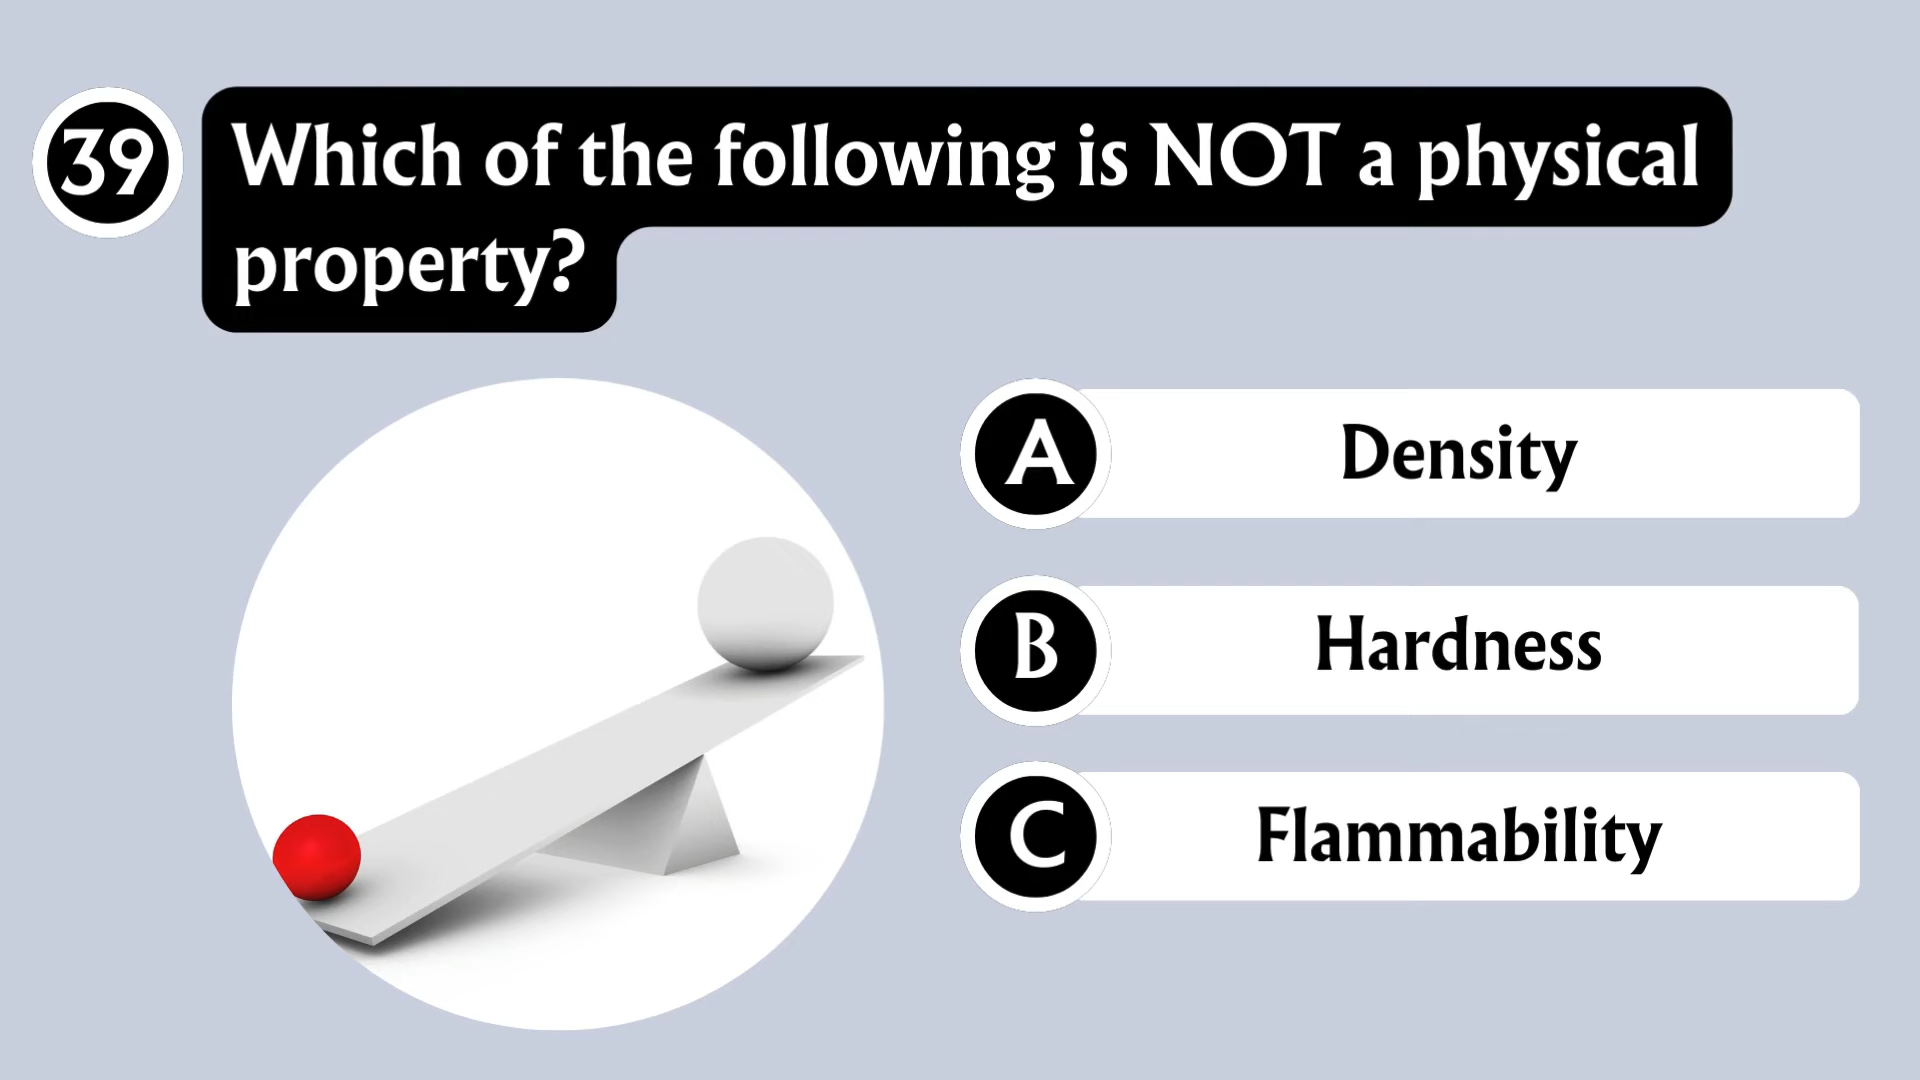 39
Which of the following is NOT a physical
property?
A
Density
B
Hardness
C
Flammability